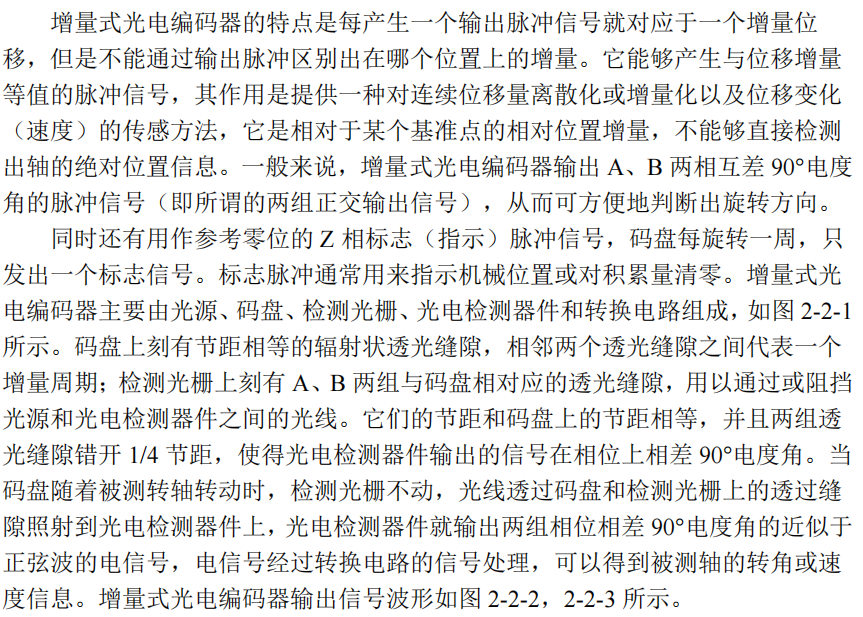 增量式光电编码器的特点是每产生一个输出脉冲信号就对应于一个增量位
移，但是不能通过输出脉冲区别出在哪个位置上的增量。它能够产生与位移增量
等值的脉冲信号，其作用是提供一种对连续位移量离散化或增量化以及位移变化
（速度）的传感方法，它是相对于某个基准点的相对位置增量，不能够直接检测
出轴的绝对位置信息。一般来说，增量式光电编码器输出 A、B 两相互差 90°电度
角的脉冲信号（即所谓的两组正交输出信号），从而可方便地判断出旋转方向。
同时还有用作参考零位的 Z 相标志（指示）脉冲信号，码盘每旋转一周，只
发出一个标志信号。标志脉冲通常用来指示机械位置或对积累量清零。增量式光
电编码器主要由光源、码盘、检测光栅、光电检测器件和转换电路组成，如图 2-2-1
所示。码盘上刻有节距相等的辐射状透光缝隙，相邻两个透光缝隙之间代表一个
增量周期；检测光栅上刻有 A、B 两组与码盘相对应的透光缝隙，用以通过或阻挡
光源和光电检测器件之间的光线。它们的节距和码盘上的节距相等，并且两组透
光缝隙错开 1/4 节距，使得光电检测器件输出的信号在相位上相差 90°电度角。当
码盘随着被测转轴转动时，检测光栅不动，光线透过码盘和检测光栅上的透过缝
隙照射到光电检测器件上，光电检测器件就输出两组相位相差 90°电度角的近似于
正弦波的电信号，电信号经过转换电路的信号处理，可以得到被测轴的转角或速
度信息。增量式光电编码器输出信号波形如图 2-2-2，2-2-3 所示。